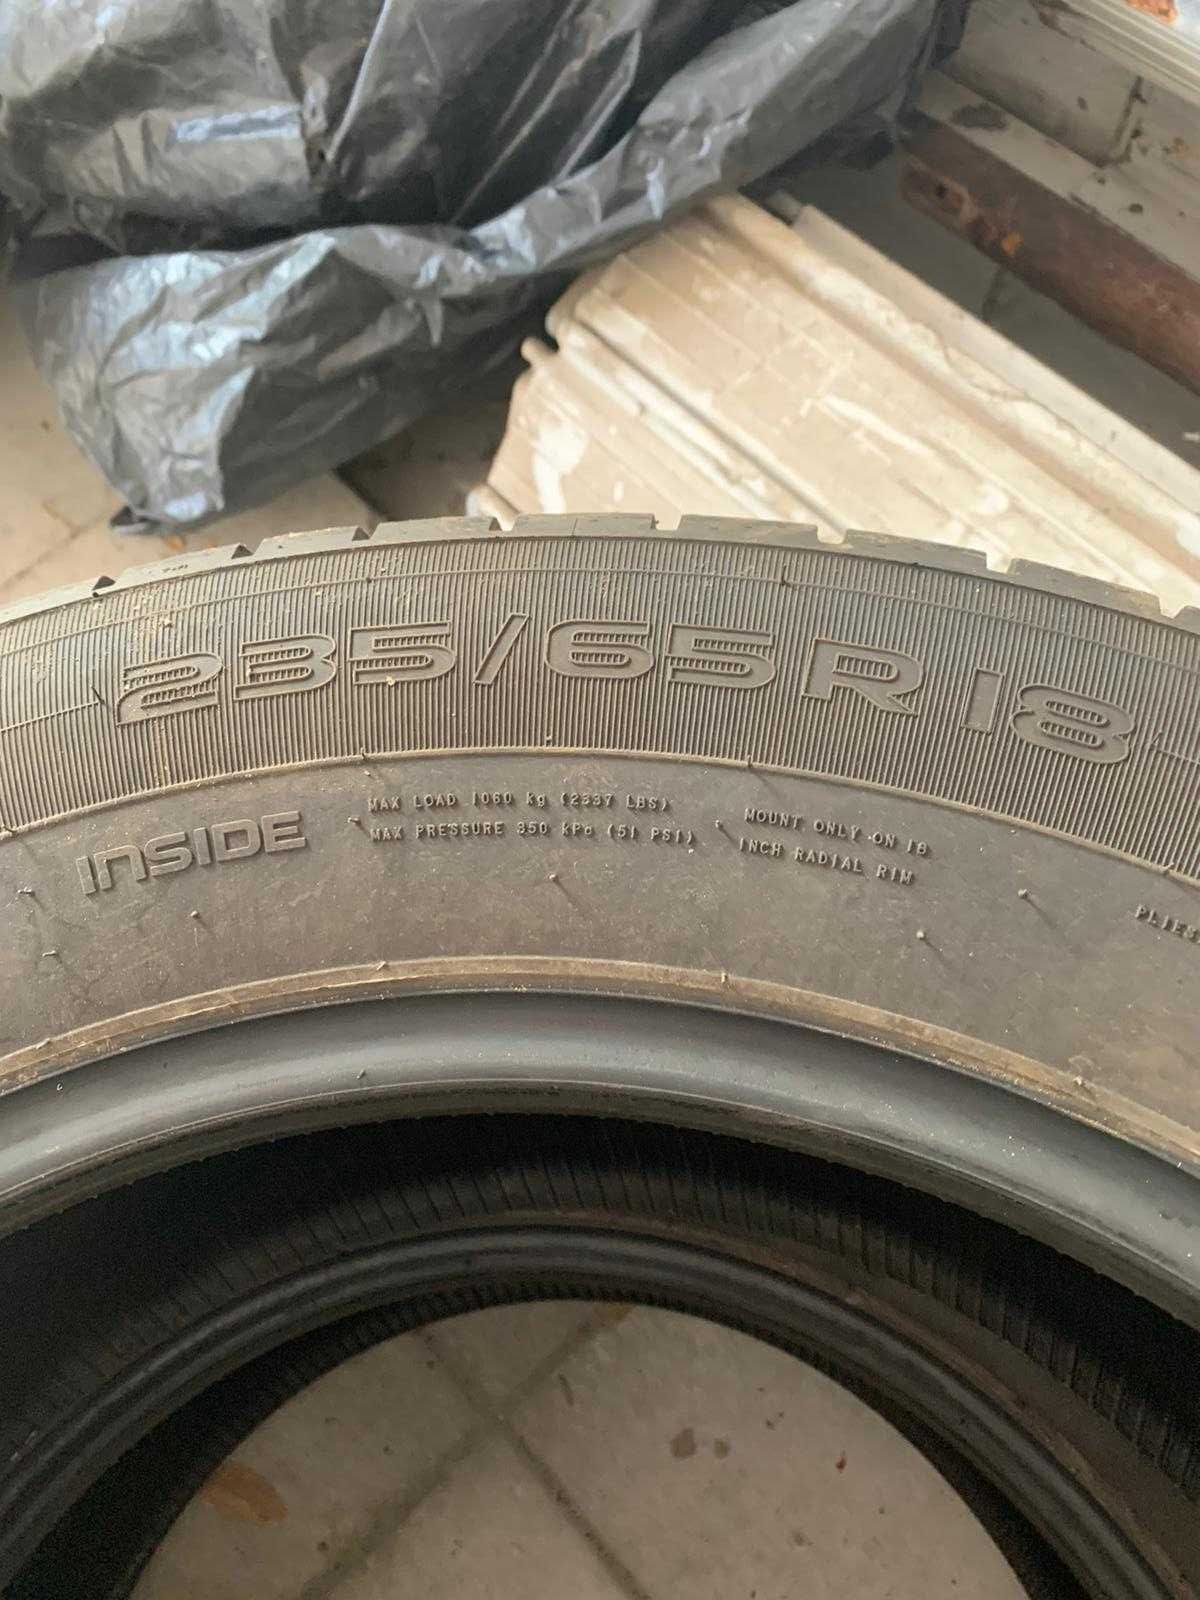 235/65R18
INSIDE
MAX LOAD 1060 kg (2337 LBS)
MAX PRESSURE 350 kPa (51 PSI)
MOUNT ONLY ON 18
INCH RADIAL RIM
PLIES